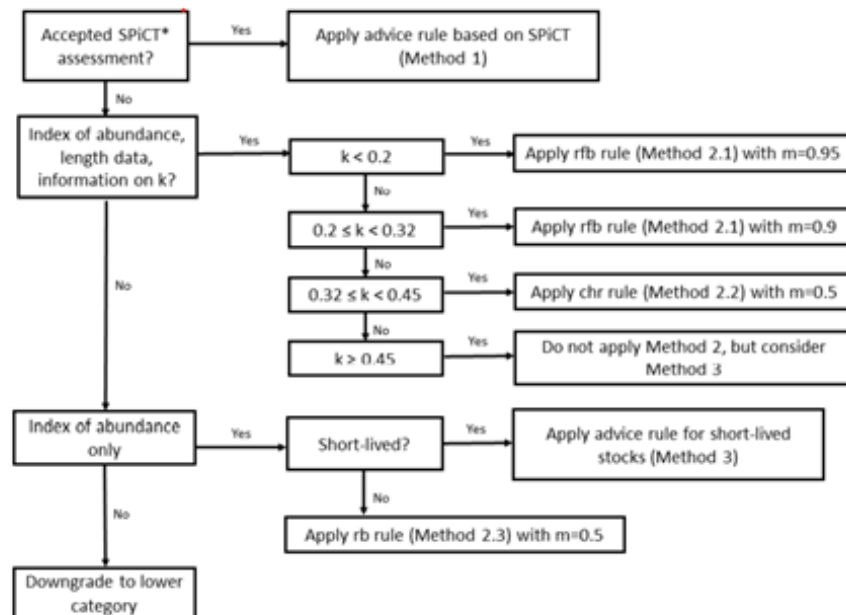 Accepted SPiCT*
assessment?
Yes
Apply advice rule based on SPiCT
(Method 1)
No
Index of abundance,
length data,
information on k?
Yes
k < 0.2
Yes
Apply rfb rule (Method 2.1) with m=0.95
No
0.2 ≤ k < 0.32
Yes
Apply rfb rule (Method 2.1) with m=0.9
No
0.32 ≤ k < 0.45
Yes
Apply chr rule (Method 2.2) with m=0.5
No
k > 0.45
Yes
Do not apply Method 2, but consider
Method 3
No
Index of abundance
only
Yes
Short-lived?
Yes
Apply advice rule for short-lived
stocks (Method 3)
No
Apply rb rule (Method 2.3) with m=0.5
No
Downgrade to lower
category